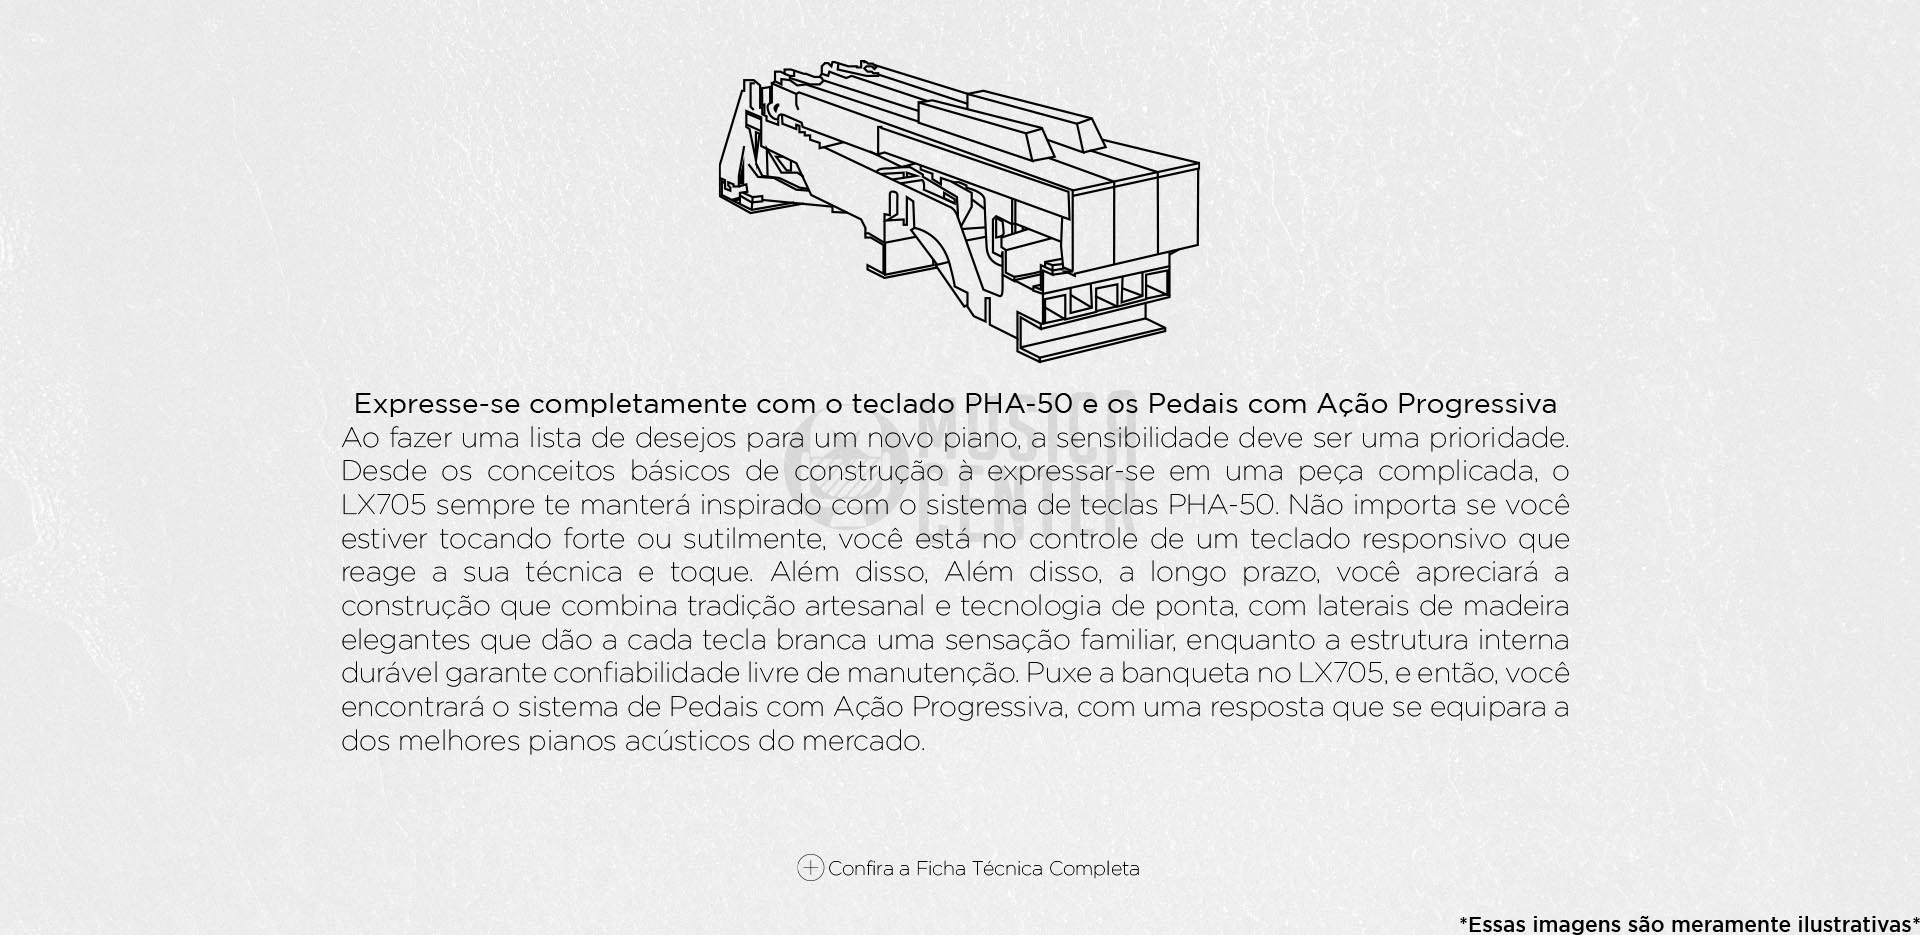 Expresse-se completamente com o teclado PHA-50 e os Pedais com Ação Progressiva
Ao fazer uma lista de desejos para um novo piano, a sensibilidade deve ser uma prioridade.
Desde os conceitos básicos de construção à expressar-se em uma peça complicada, o
LX705 sempre te manterá inspirado com o sistema de teclas PHA-50. Não importa se você
estiver tocando forte ou sutilmente, você está no controle de um teclado responsivo que
reage a sua técnica e toque. Além disso, Além disso, a longo prazo, você apreciará a
construção que combina tradição artesanal e tecnologia de ponta, com laterais de madeira
elegantes que dão a cada tecla branca uma sensação familiar, enquanto a estrutura interna
durável garante confiabilidade livre de manutenção. Puxe a banqueta no LX705, e então, você
encontrará o sistema de Pedais com Ação Progressiva, com uma resposta que se equipara a
dos melhores pianos acústicos do mercado.
MUSICAL
CENTER
Confira a Ficha Técnica Completa
*Essas imagens são meramente ilustrativas*